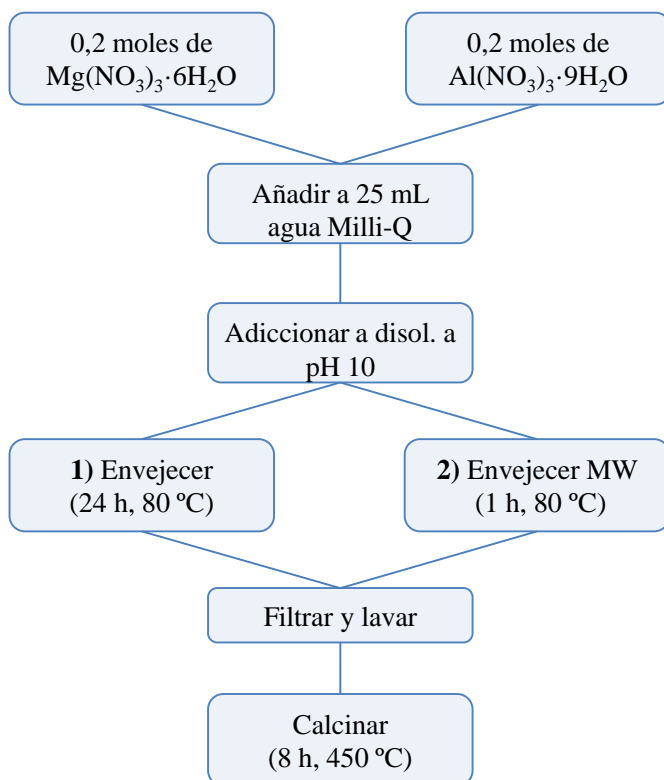 0,2 moles de
Mg(NO₃)₃·6H₂O
0,2 moles de
Al(NO₃)₃·9H₂O
Añadir a 25 mL
agua Milli-Q
Adiccionar a disol. a
pH 10
1) Envejecer
(24 h, 80 ºC)
2) Envejecer MW
(1 h, 80 ºC)
Filtrar y lavar
Calcinar
(8 h, 450 ºC)